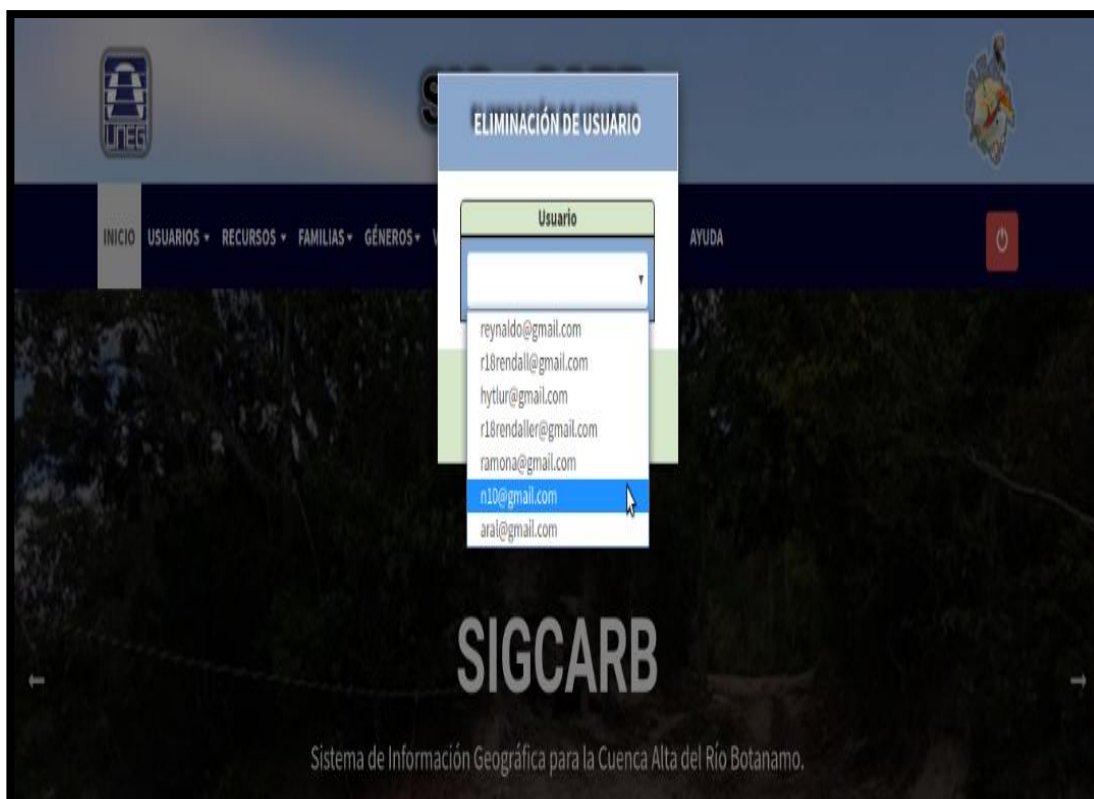 UNEG
ELIMINACIÓN DE USUARIO
Usuario
INICIO USUARIOS RECURSOS FAMILIAS GÉNEROS AYUDA
reynaldo@gmail.com
r18rendall@gmail.com
hytlur@gmail.com
r18rendaller@gmail.com
ramona@gmail.com
n10@gmail.com
aral@gmail.com
SIGCARB
Sistema de Información Geográfica para la Cuenca Alta del Río Botanamo.